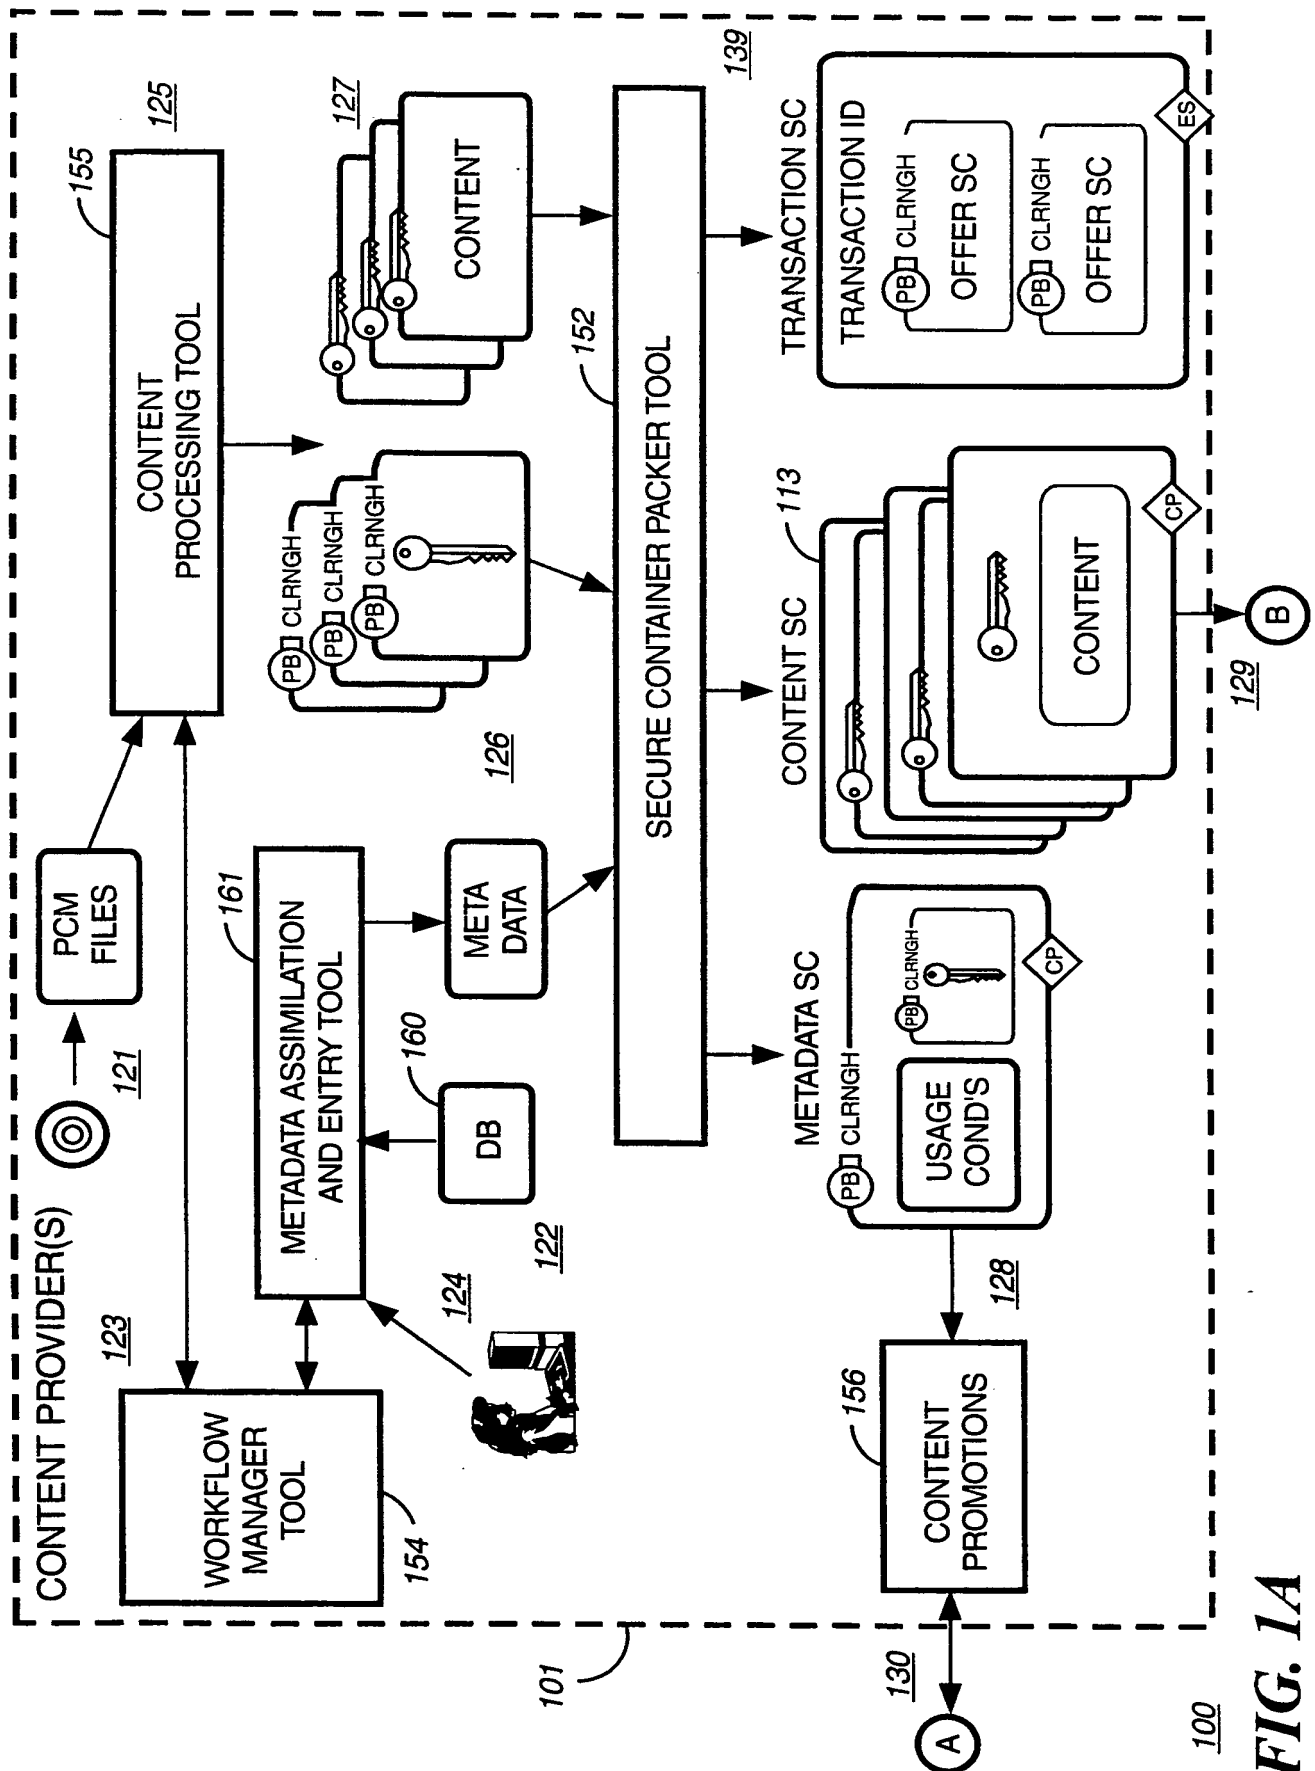 CONTENT PROVIDER(S)
121
PCM
FILES
123
WORKFLOW
MANAGER
TOOL
154
155
125
CONTENT
PROCESSING TOOL
161
METADATA ASSIMILATION
AND ENTRY TOOL
124
160
DB
122
META
DATA
126
PB CLRNGH
PB CLRNGH
PB CLRNGH
127
CONTENT
152
SECURE CONTAINER PACKER TOOL
139
METADATA SC
PB CLRNGH
USAGE
COND'S
PB CLRNGH
CP
CONTENT SC
113
CONTENT
CP
TRANSACTION SC
TRANSACTION ID
PB CLRNGH
OFFER SC
PB CLRNGH
OFFER SC
ES
128
156
CONTENT
PROMOTIONS
101
130
A
129
B
100
FIG. 1A